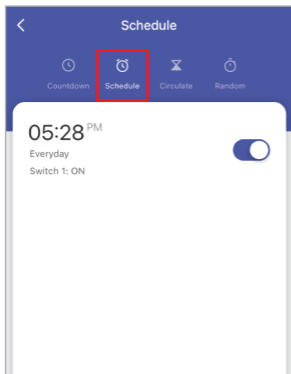 Schedule
Countdown Schedule Circulate Random
05:28 PM
Everyday
Switch 1: ON